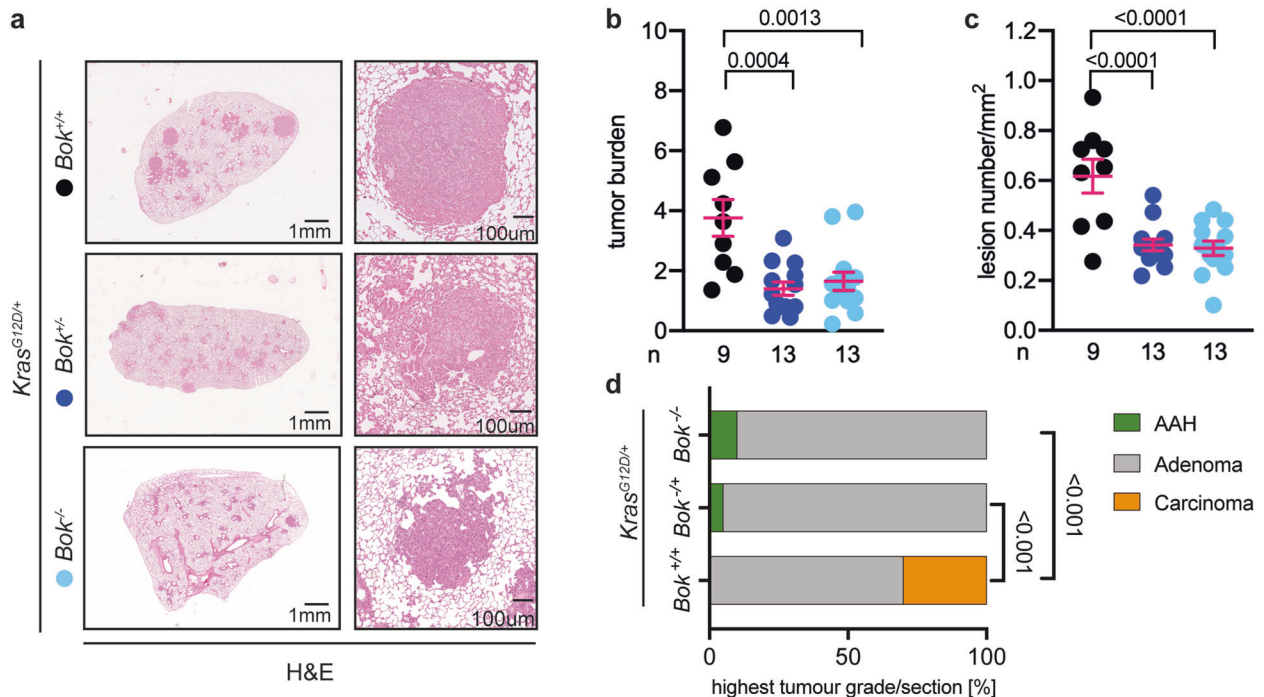 a
Kras^G12D/+
Bok^+/+
Bok^+/-
Bok^-/-
1mm
100um
1mm
100um
1mm
100um
H&E
b
tumor burden
10
8
6
4
2
0
0.0013
0.0004
n 9 13 13
c
lesion number/mm²
1.2
1.0
0.8
0.6
0.4
0.2
0.0
<0.0001
<0.0001
n 9 13 13
d
Kras^G12D/+
Bok^-/-
Bok^-/+
Bok^+/+
0 50 100
highest tumour grade/section [%]
<0.001
<0.001
AAH
Adenoma
Carcinoma